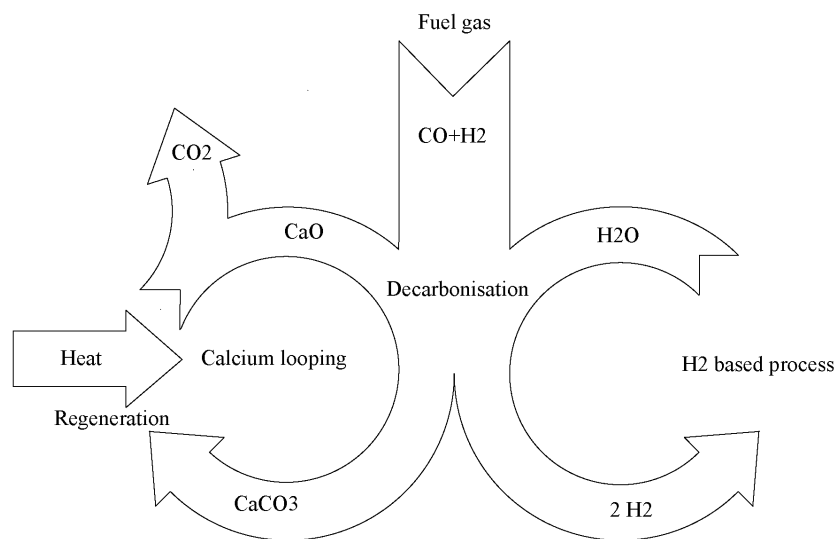 Fuel gas
CO+H2
CO2
CaO
H2O
Decarbonisation
Heat
Calcium looping
H2 based process
Regeneration
CaCO3
2 H2